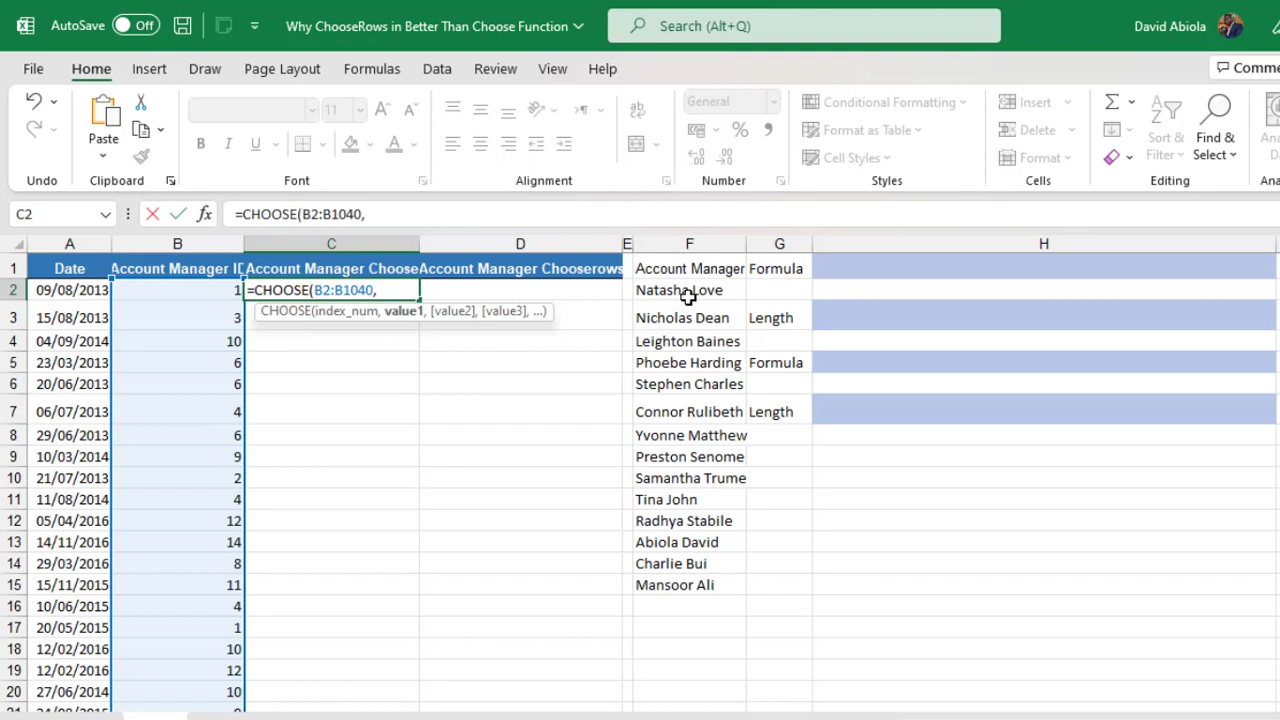 AutoSave Off Why ChooseRows in Better Than Choose Function Search (Alt+Q) David Abiola
File Home Insert Draw Page Layout Formulas Data Review View Help
Paste 11 General Conditional Formatting Format as Table Cell Styles Insert Delete Format Sort & Filter Find & Select
Undo Clipboard Font Alignment Number Styles Cells Editing
C2 =CHOOSE(B2:B1040,
A B C D E F G H
1 Date Account Manager ID Account Manager Choose Account Manager Chooserows Account Manager Formula
2 09/08/2013 1 =CHOOSE(B2:B1040, Natasha Love
CHOOSE(index_num, value1, [value2], [value3], ...)
3 15/08/2013 3 Nicholas Dean Length
4 04/09/2014 10 Leighton Baines
5 23/03/2013 6 Phoebe Harding Formula
6 20/06/2013 6 Stephen Charles
7 06/07/2013 4 Connor Rulibeth Length
8 29/06/2013 6 Yvonne Matthew
9 10/03/2014 9 Preston Senome
10 21/07/2013 2 Samantha Trume
11 11/08/2014 4 Tina John
12 05/04/2016 12 Radhya Stabile
13 14/11/2016 14 Abiola David
14 29/03/2016 8 Charlie Bui
15 15/11/2015 11 Mansoor Ali
16 10/06/2015 4
17 20/05/2015 1
18 12/02/2016 10
19 12/02/2016 12
20 27/06/2014 10